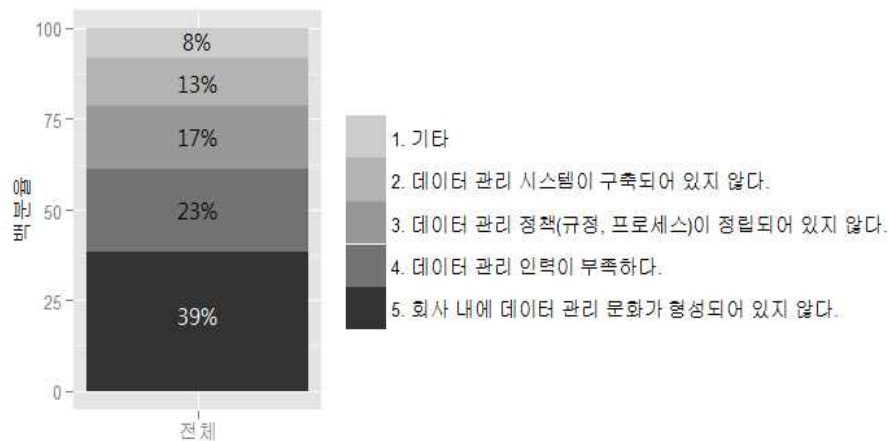 100
8%
13%
75
17%
50
23%
25
39%
0
백분율
전체
1. 기타
2. 데이터 관리 시스템이 구축되어 있지 않다.
3. 데이터 관리 정책(규정, 프로세스)이 정립되어 있지 않다.
4. 데이터 관리 인력이 부족하다.
5. 회사 내에 데이터 관리 문화가 형성되어 있지 않다.